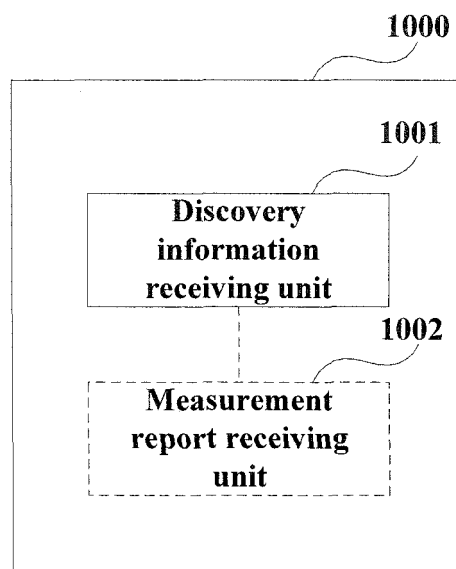 1000
1001
Discovery
information
receiving unit
1002
Measurement
report receiving
unit